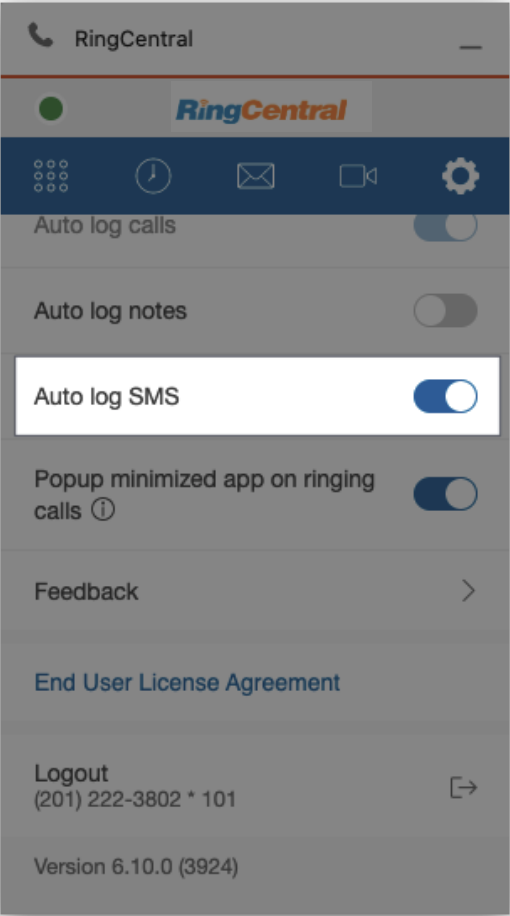 RingCentral
RingCentral
Auto log calls
Auto log notes
Auto log SMS
Popup minimized app on ringing
calls
Feedback
End User License Agreement
Logout
(201) 222-3802 * 101
Version 6.10.0 (3924)